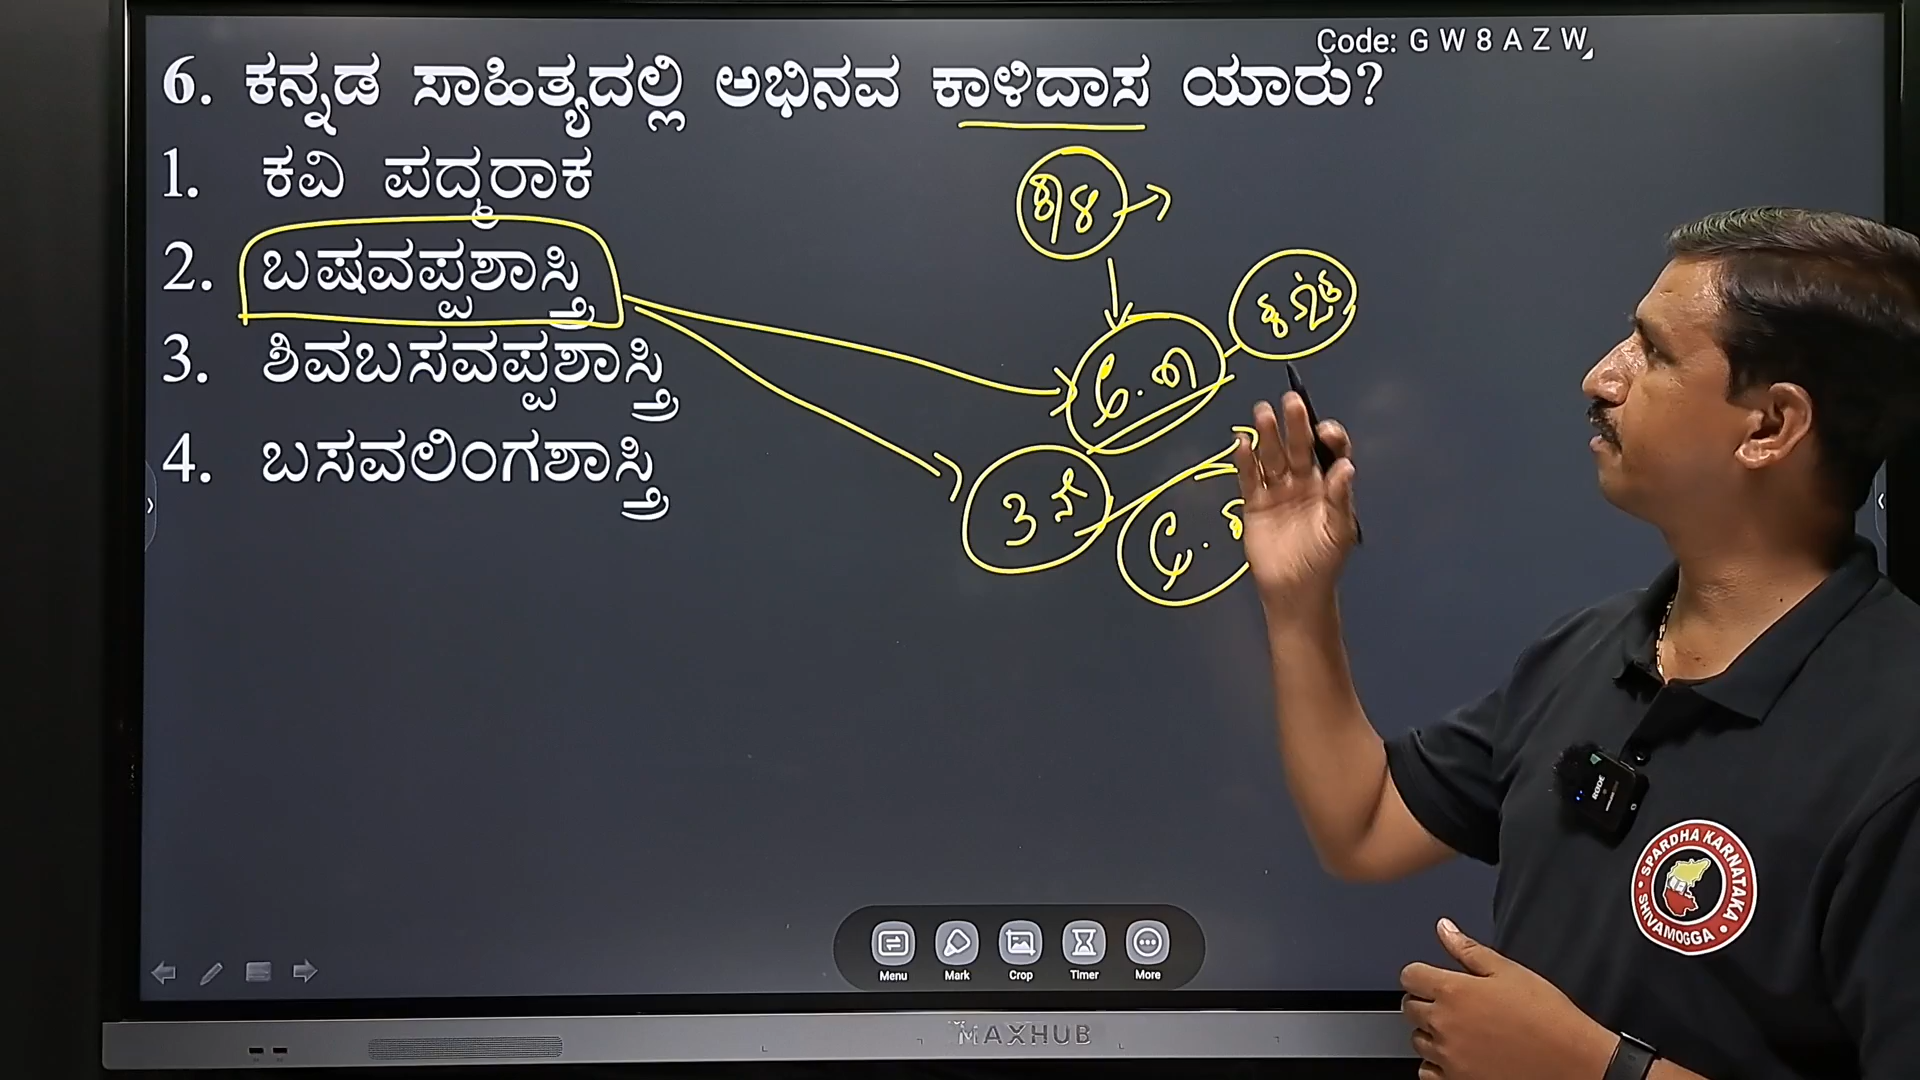 Code: G W 8 A Z W
6. ಕನ್ನಡ ಸಾಹಿತ್ಯದಲ್ಲಿ ಅಭಿನವ ಕಾಳಿದಾಸ ಯಾರು?
1. ಕವಿ ಪದ್ಮರಾಕ
2. ಬಷವಪ್ಪಶಾಸ್ತ್ರಿ
3. ಶಿವಬಸವಪ್ಪಶಾಸ್ತ್ರಿ
4. ಬಸವಲಿಂಗಶಾಸ್ತ್ರಿ
Menu Mark Crop Timer More
MAXHUB
RODE
SPARDHA KARNATAKA
SHIVAMOGGA